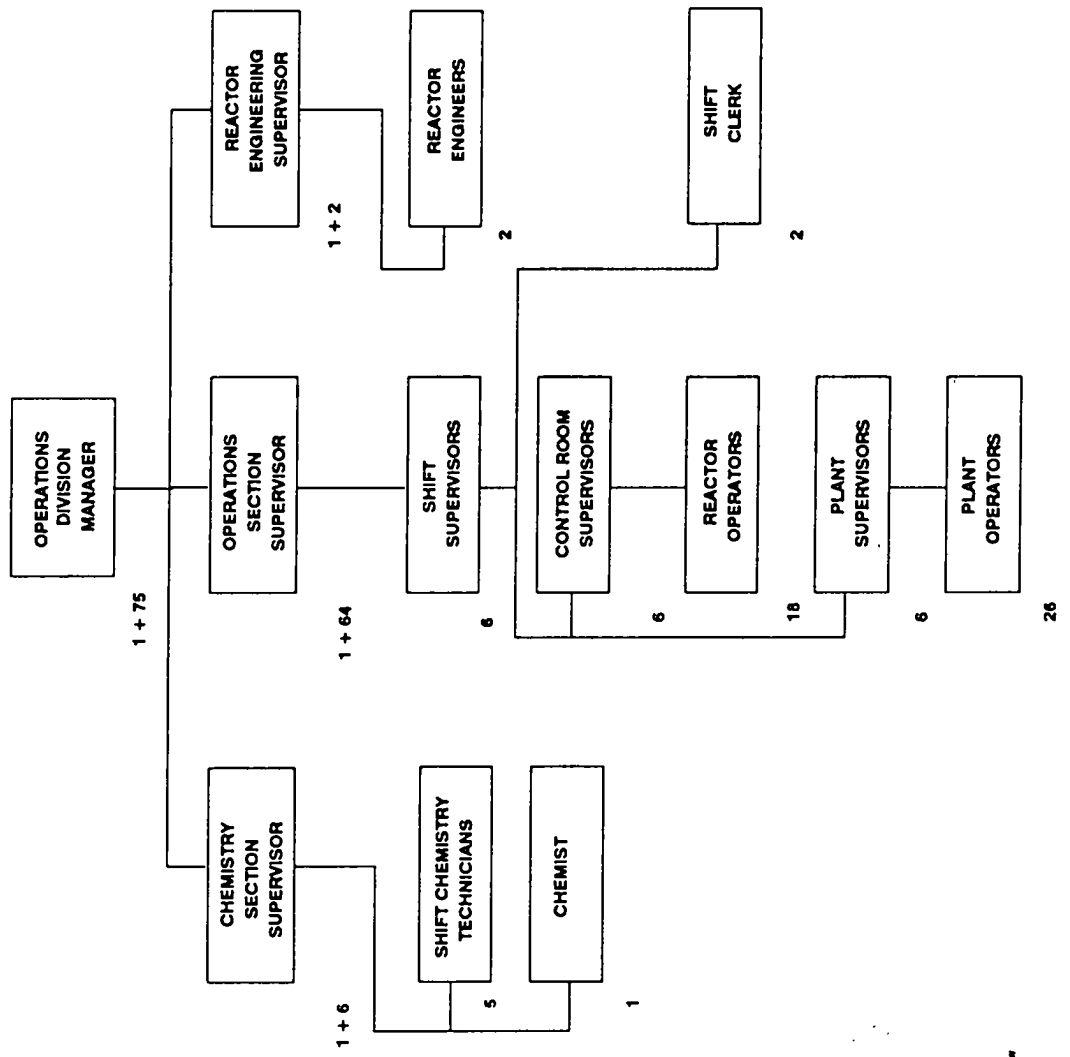 OPERATIONS
DIVISION
MANAGER
1 + 75
CHEMISTRY
SECTION
SUPERVISOR
1 + 6
SHIFT CHEMISTRY
TECHNICIANS
5
CHEMIST
1
OPERATIONS
SECTION
SUPERVISOR
1 + 64
SHIFT
SUPERVISORS
6
CONTROL ROOM
SUPERVISORS
6
REACTOR
OPERATORS
18
PLANT
SUPERVISORS
6
PLANT
OPERATORS
26
REACTOR
ENGINEERING
SUPERVISOR
1 + 2
REACTOR
ENGINEERS
2
SHIFT
CLERK
2